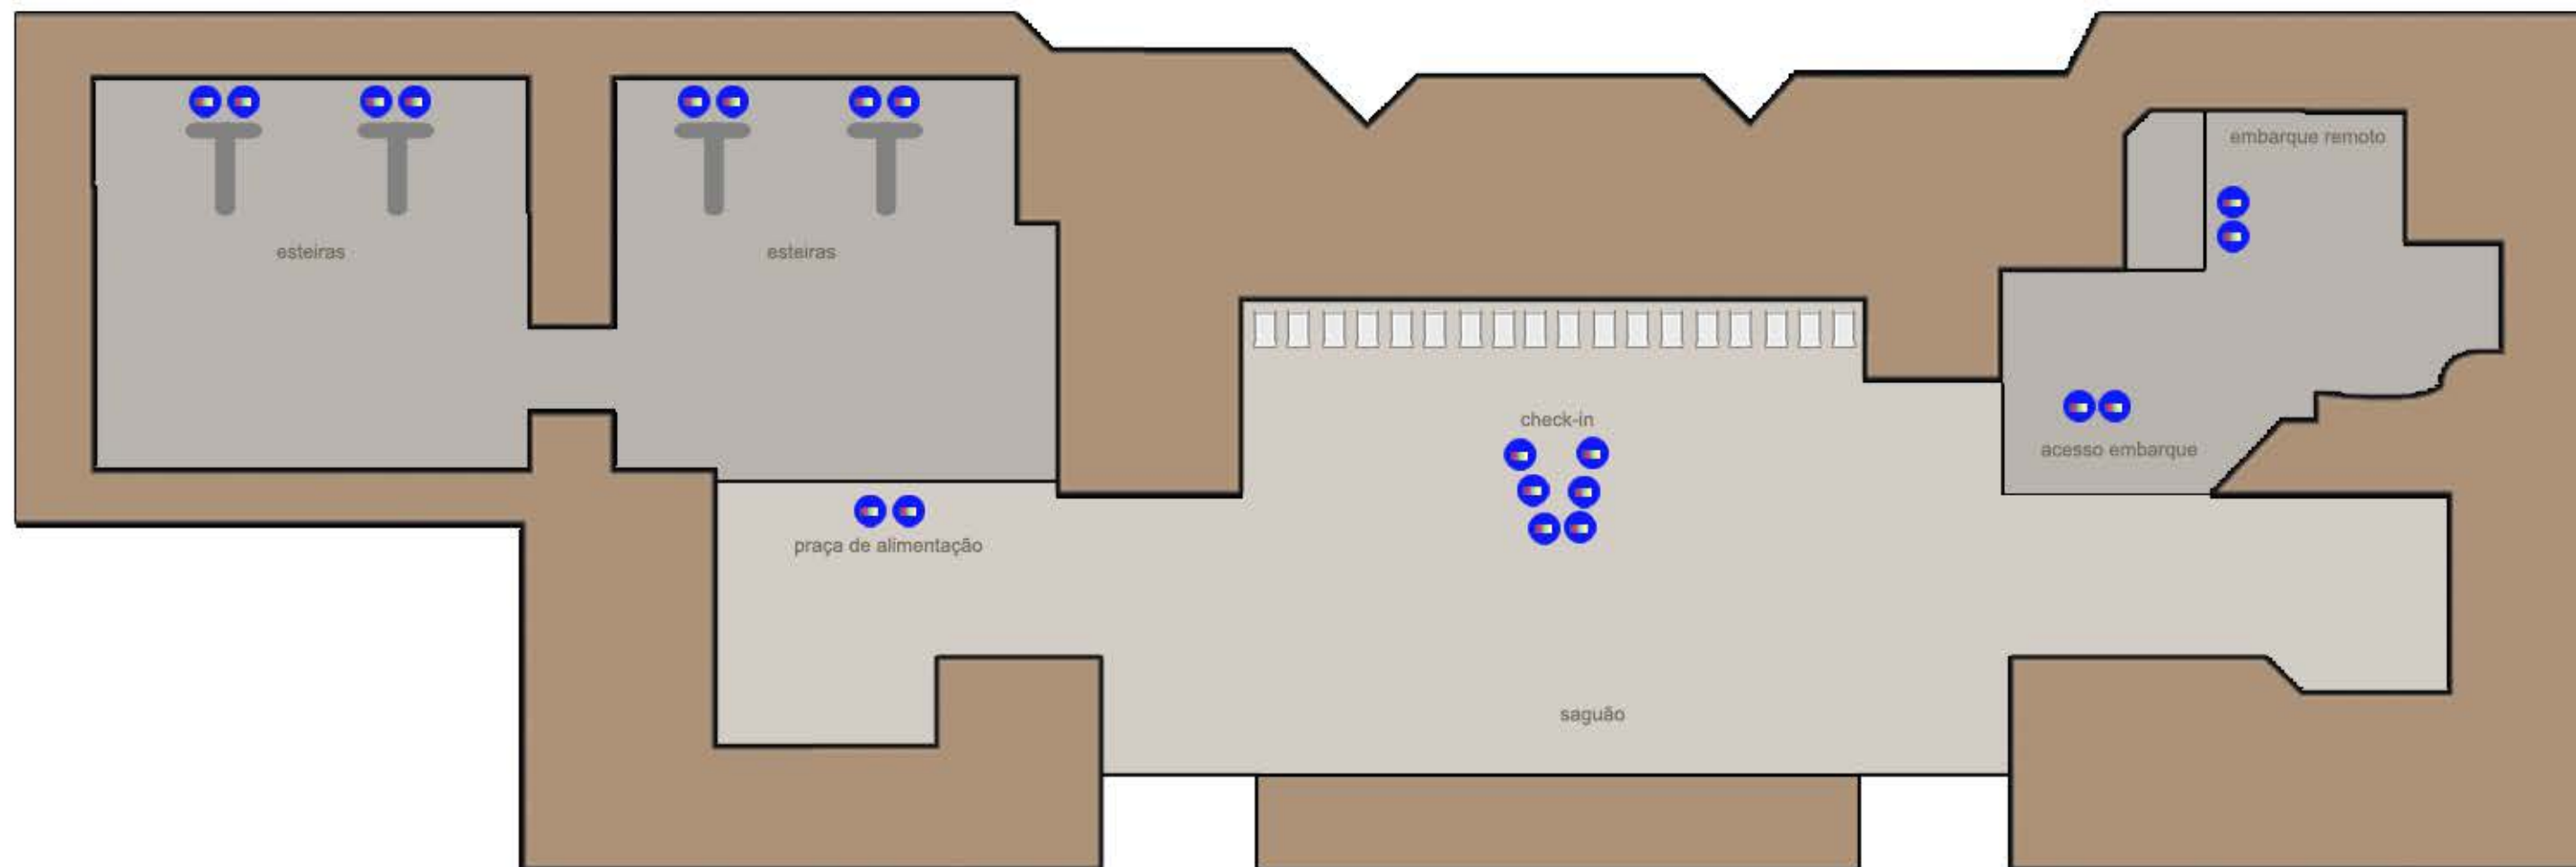 embarque remoto
esteiras
esteiras
check-in
acesso embarque
praça de alimentação
saguão